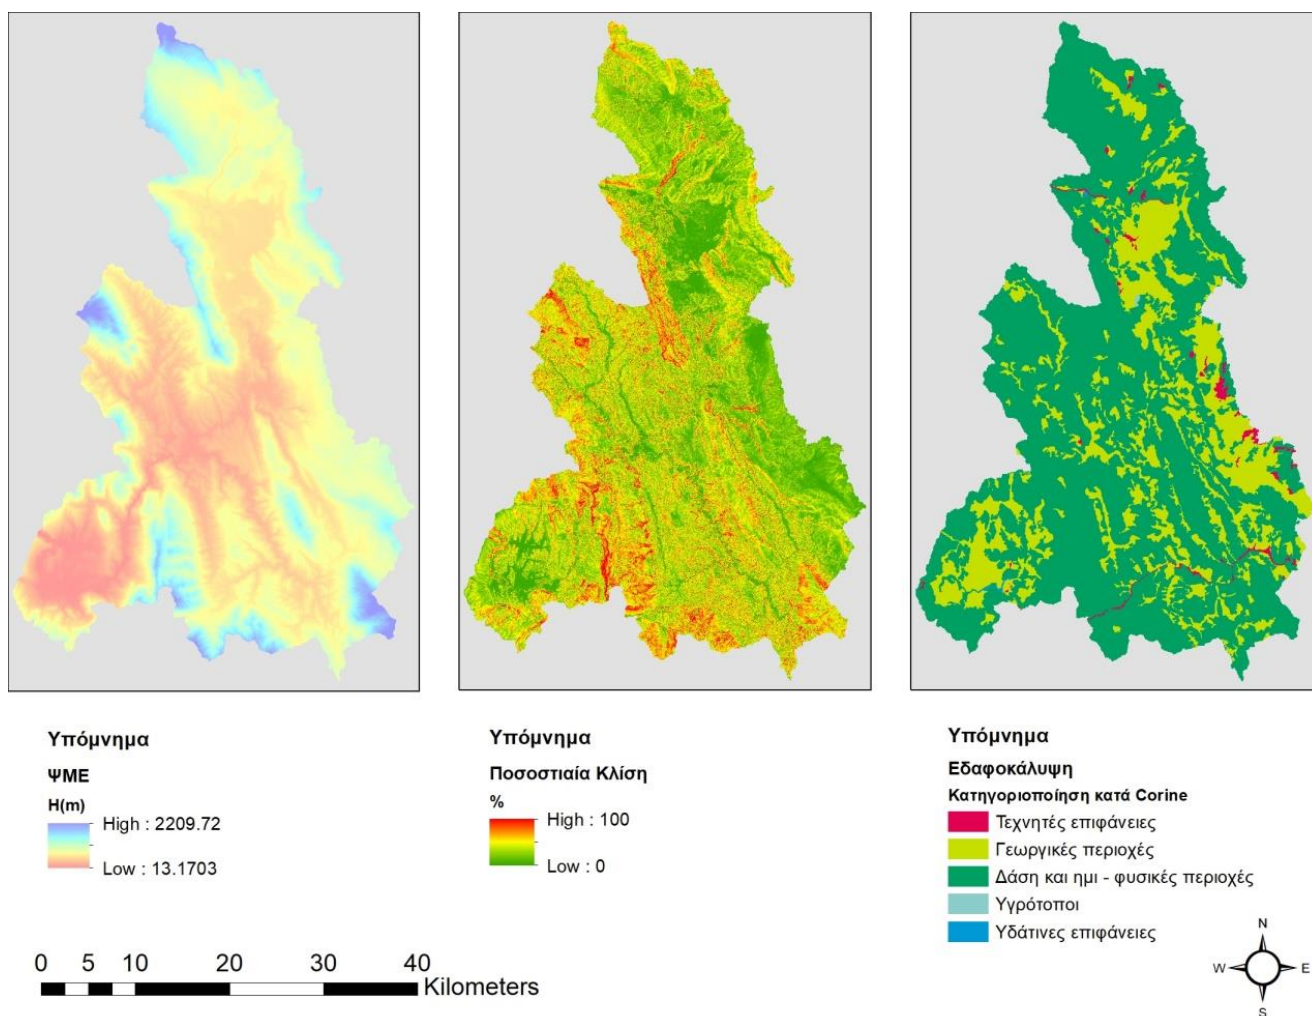 Υπόμνημα
ΨΜΕ
H(m)
High : 2209.72
Low : 13.1703
Υπόμνημα
Ποσοστιαία Κλίση
%
High : 100
Low : 0
Υπόμνημα
Εδαφοκάλυψη
Κατηγοριοποίηση κατά Corine
Τεχνητές επιφάνειες
Γεωργικές περιοχές
Δάση και ημι - φυσικές περιοχές
Υγρότοποι
Υδάτινες επιφάνειες
0 5 10 20 30 40
Kilometers
N
W E
S